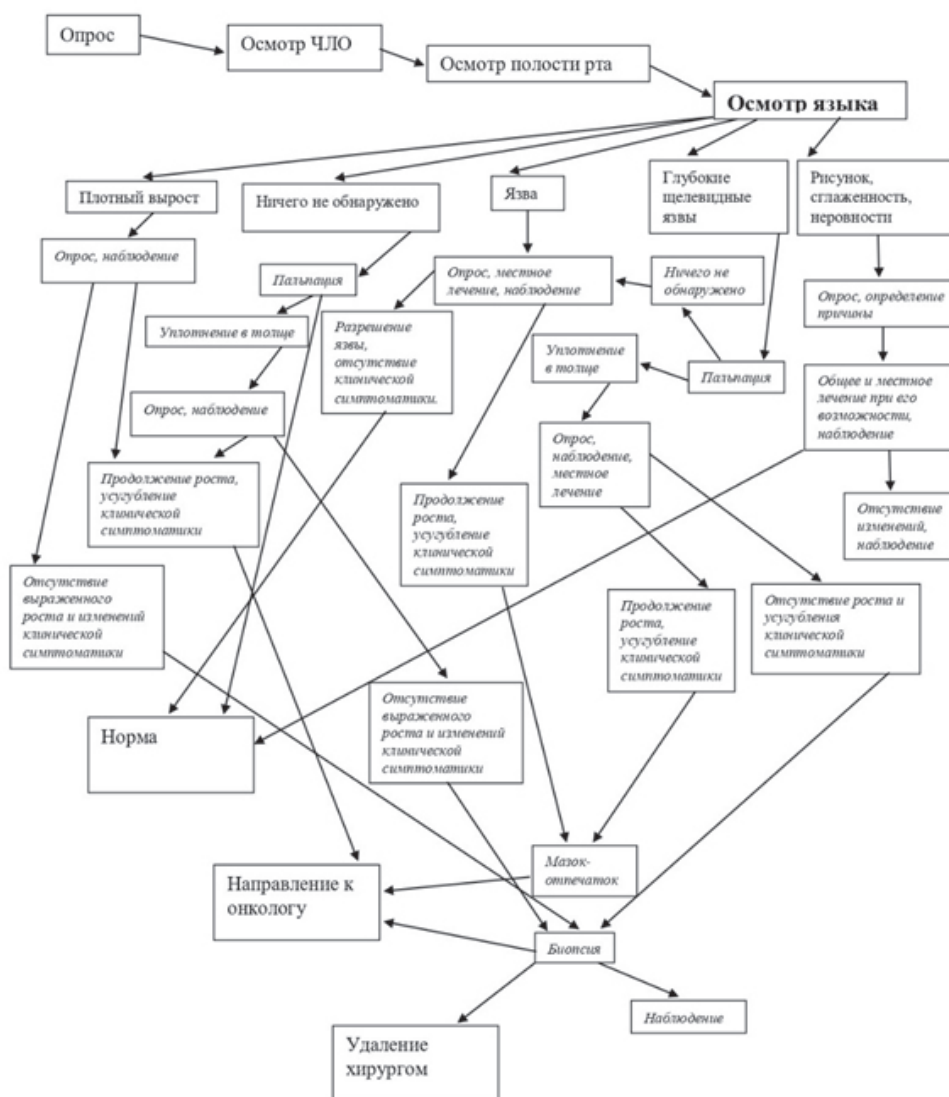 Опрос
Осмотр ЧЛО
Осмотр полости рта
Осмотр языка
Плотный вырост
Ничего не обнаружено
Язва
Глубокие
щелевидные
язвы
Рисунок,
сглаженность,
неровности
Опрос, наблюдение
Пальпация
Опрос, местное
лечение, наблюдение
Ничего не
обнаружено
Опрос, определение
причины
Уплотнение в толще
Разрешение
язвы,
отсутствие
клинической
симптоматики.
Уплотнение
в толще
Пальпация
Общее и местное
лечение при его
возможности,
наблюдение
Опрос, наблюдение
Опрос,
наблюдение,
местное
лечение
Продолжение роста,
усугубление
клинической
симптоматики
Продолжение
роста,
усугубление
клинической
симптоматики
Отсутствие
изменений,
наблюдение
Отсутствие
выраженного
роста и изменений
клинической
симптоматики
Продолжение
роста,
усугубление
клинической
симптоматики
Отсутствие роста и
усугубления
клинической
симптоматики
Норма
Отсутствие
выраженного
роста и изменений
клинической
симптоматики
Мазок-
отпечаток
Направление к
онкологу
Биопсия
Наблюдение
Удаление
хирургом